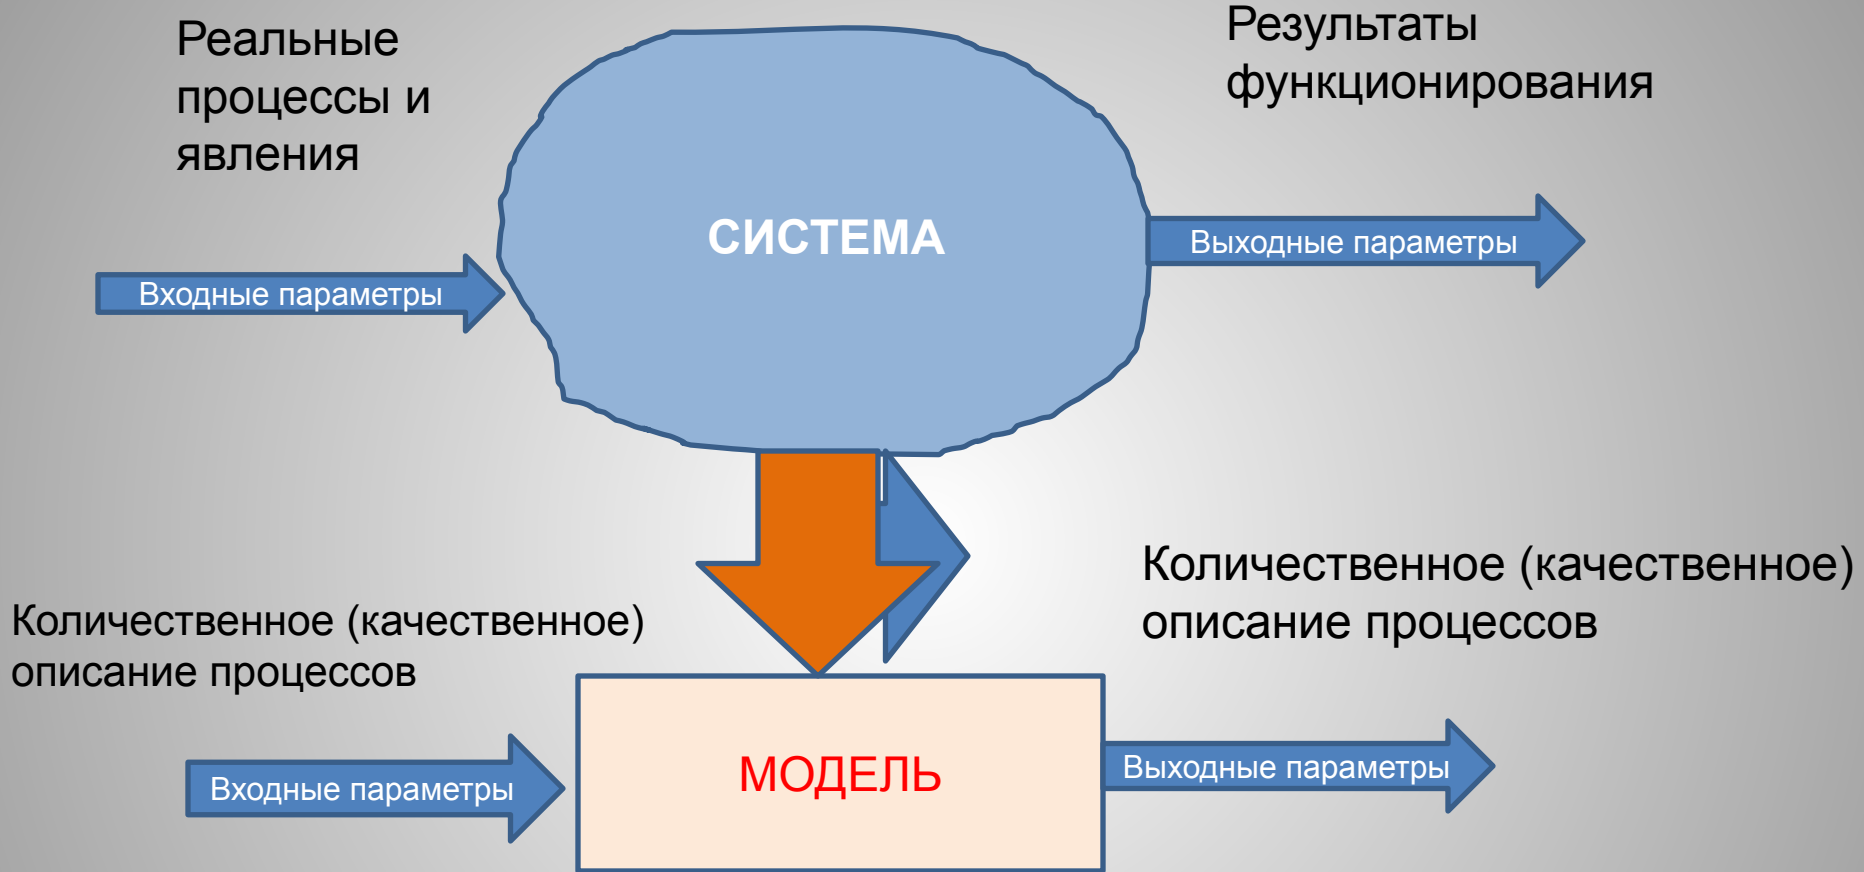 Реальные
процессы и
явления
Результаты
функционирования
СИСТЕМА
Входные параметры
Выходные параметры
Количественное (качественное)
описание процессов
Количественное (качественное)
описание процессов
Входные параметры
МОДЕЛЬ
Выходные параметры